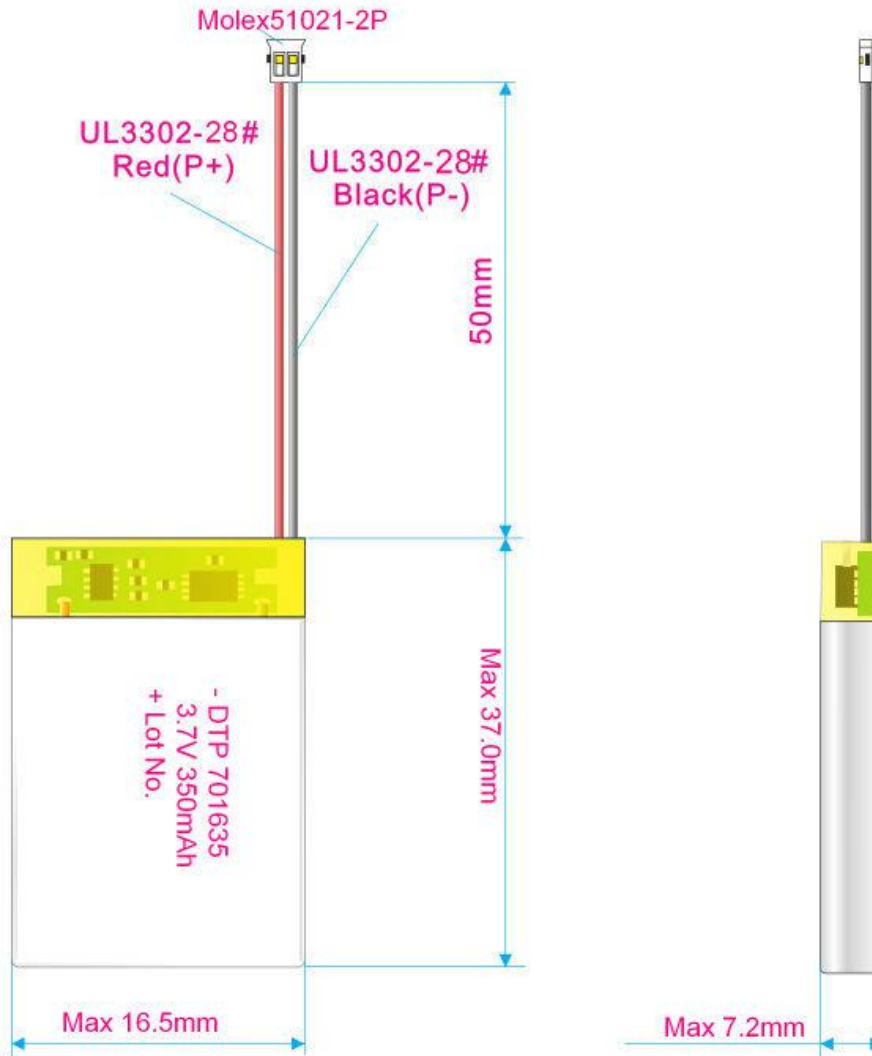 Molex51021-2P
UL3302-28#
Red(P+)
UL3302-28#
Black(P-)
50mm
Max 37.0mm
- DTP 701635
3.7V 350mAh
+ Lot No.
Max 16.5mm
Max 7.2mm